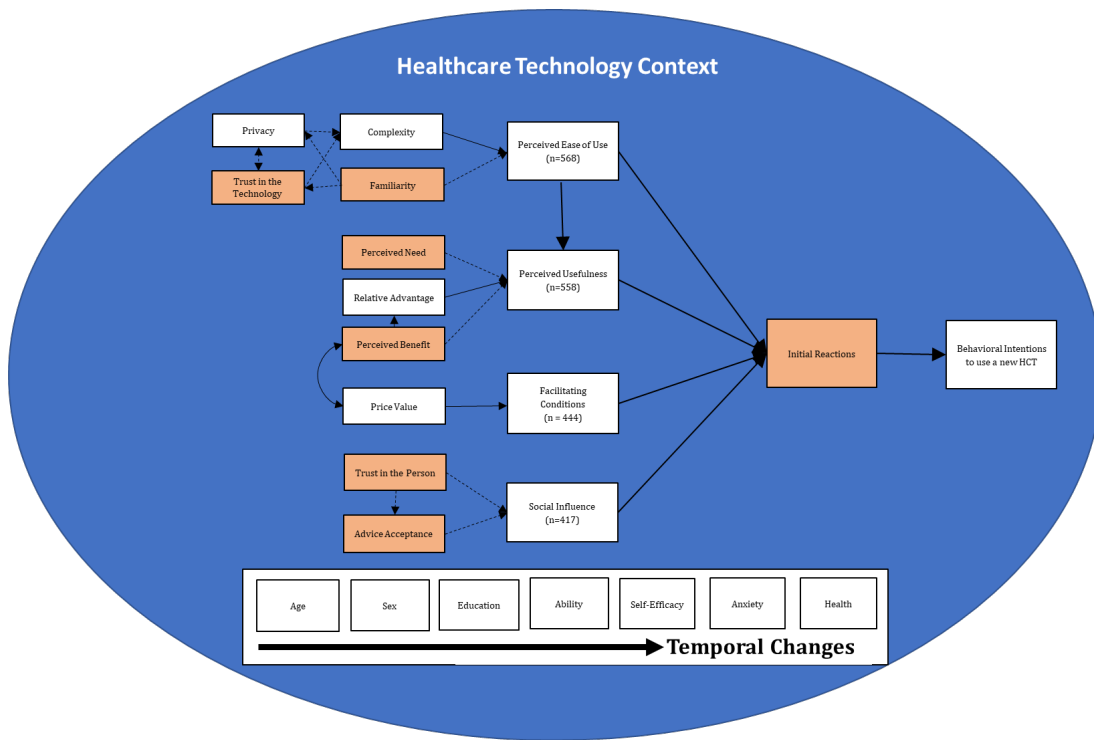 Healthcare Technology Context
Privacy
Complexity
Perceived Ease of Use
(n=568)
Trust in the
Technology
Familiarity
Perceived Need
Perceived Usefulness
(n=558)
Relative Advantage
Perceived Benefit
Initial Reactions
Behavioral Intentions
to use a new HCT
Price Value
Facilitating
Conditions
(n = 444)
Trust in the Person
Social Influence
(n=417)
Advice Acceptance
Age
Sex
Education
Ability
Self-Efficacy
Anxiety
Health
Temporal Changes